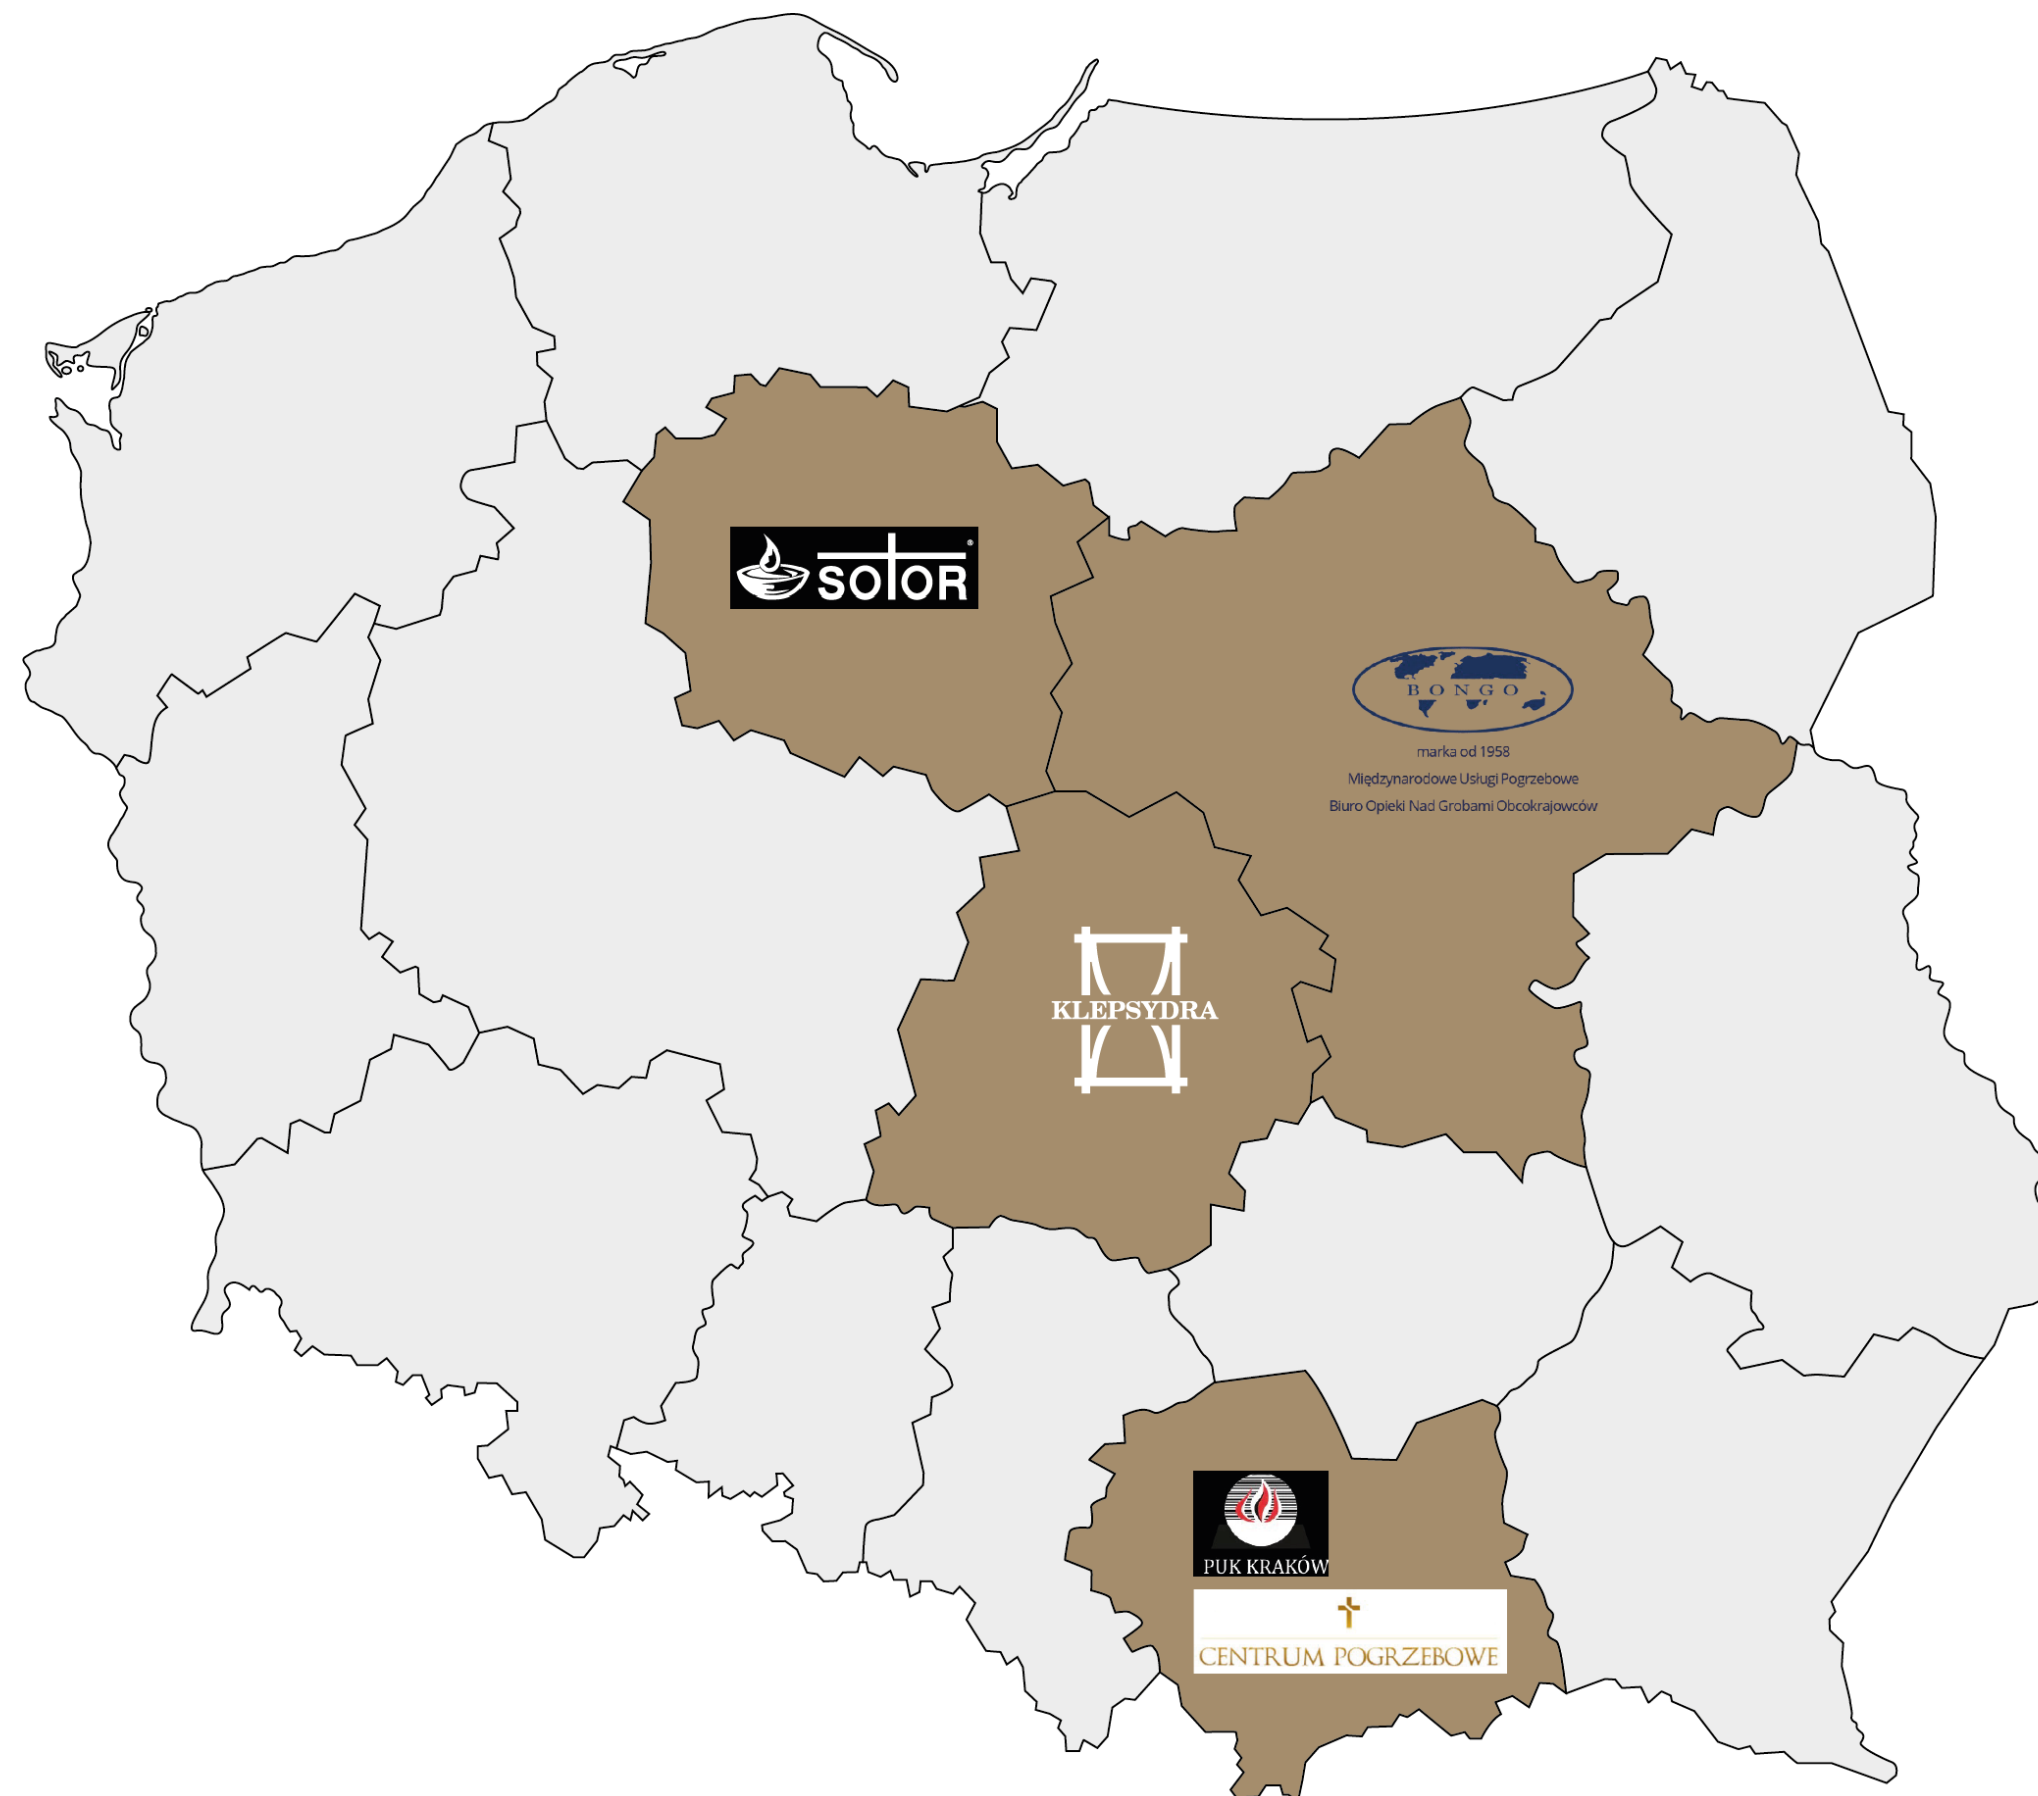 SOTOR®
BONGO
marka od 1958
Międzynarodowe Usługi Pogrzebowe
Biuro Opieki Nad Grobami Obcokrajowców
KLEPSYDRA
PUK KRAKÓW
CENTRUM POGRZEBOWE